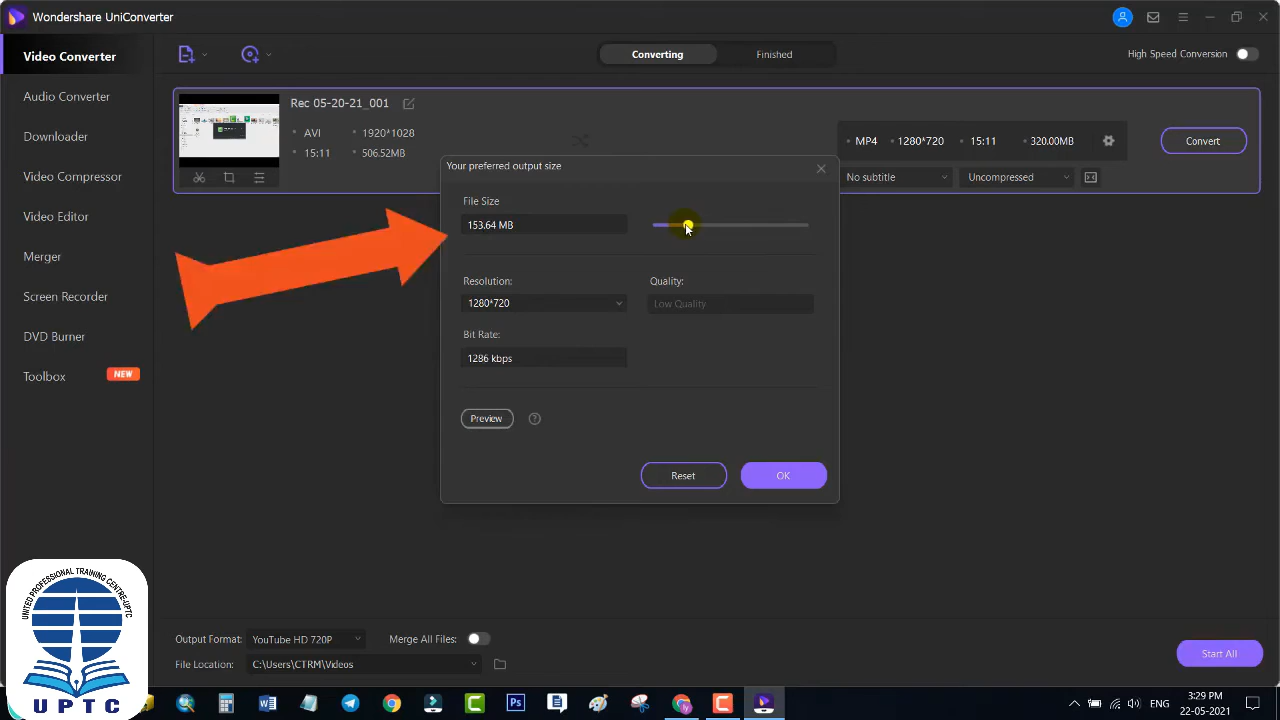 Wondershare UniConverter
Video Converter
Audio Converter
Downloader
Video Compressor
Video Editor
Merger
Screen Recorder
DVD Burner
Toolbox
NEW
Converting
Finished
High Speed Conversion
Rec 05-20-21_001
AVI
1920*1028
15:11
506.52MB
MP4
1280*720
15:11
320.00MB
Convert
No subtitle
Uncompressed
Your preferred output size
File Size
153.64 MB
Resolution:
Quality:
1280*720
Low Quality
Bit Rate:
1286 kbps
Preview
?
Reset
OK
Output Format:
YouTube HD 720P
Merge All Files:
File Location:
C:\Users\CTRM\Videos
Start All
UNITED PROFESSIONAL TRAINING CENTRE-UPTC
UPTC
W
Ps
C
C
ENG
3:29 PM
22-05-2021